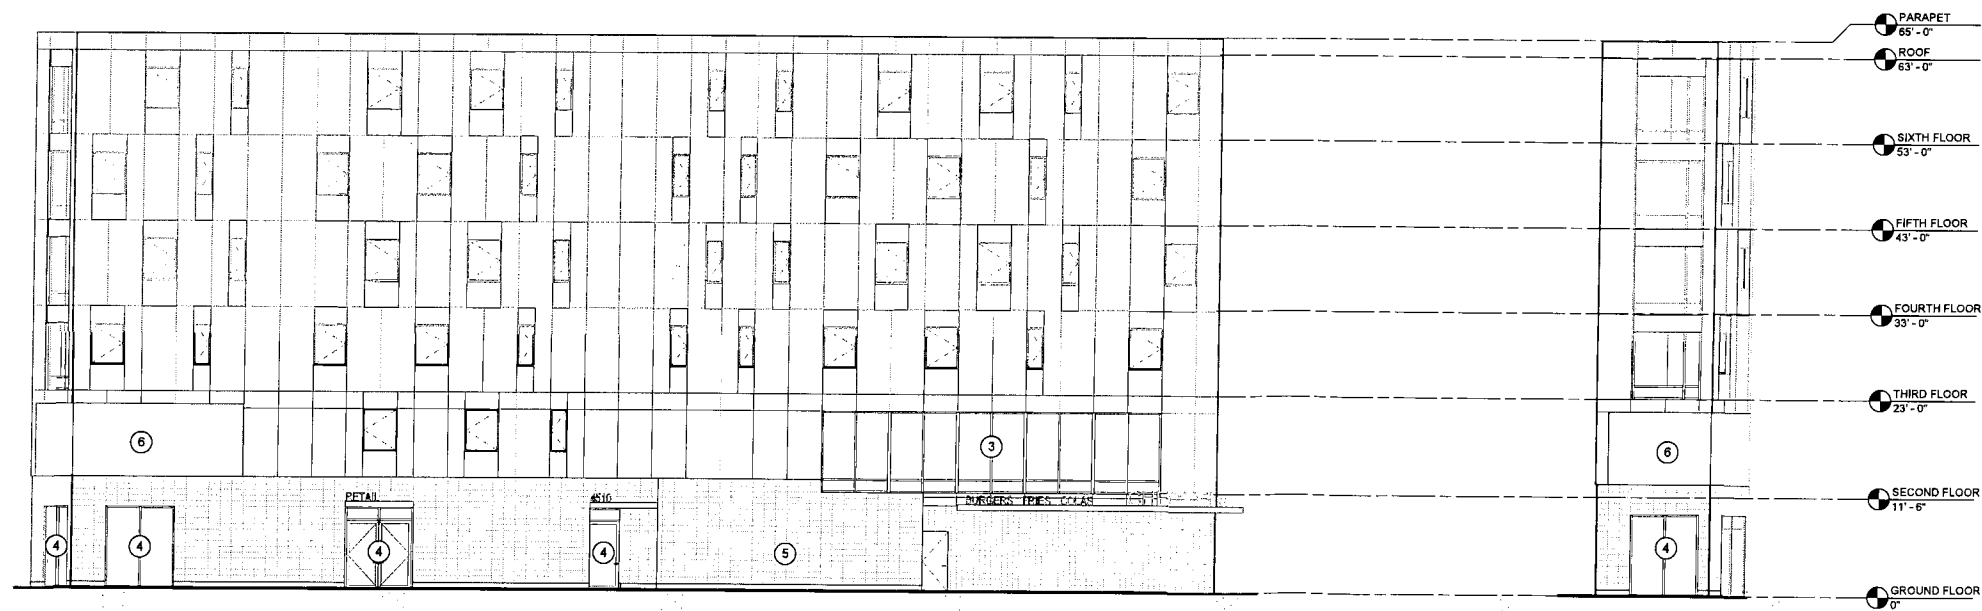 PARAPET
65' - 0"
ROOF
63' - 0"
SIXTH FLOOR
53' - 0"
FIFTH FLOOR
43' - 0"
FOURTH FLOOR
33' - 0"
THIRD FLOOR
23' - 0"
6
3
6
RETAIL
4510
BURGERS FRIES COLAS
SECOND FLOOR
11' - 6"
4
4
4
4
5
4
GROUND FLOOR
0"